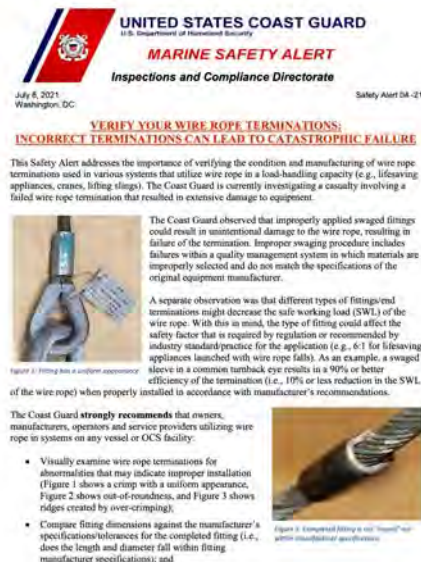 UNITED STATES COAST GUARD
U.S. Department of Homeland Security
MARINE SAFETY ALERT
Inspections and Compliance Directorate
July 8, 2021
Washington, DC
Safety Alert 04-21
VERIFY YOUR WIRE ROPE TERMINATIONS:
INCORRECT TERMINATIONS CAN LEAD TO CATASTROPHIC FAILURE
This Safety Alert addresses the importance of verifying the condition and manufacturing of wire rope
terminations used in various systems that utilize wire rope in a load-handling capacity (e.g., lifesaving
appliances, cranes, lifting slings). The Coast Guard is currently investigating a casualty involving a
failed wire rope termination that resulted in extensive damage to equipment.
The Coast Guard observed that improperly applied swaged fittings
could result in unintentional damage to the wire rope, resulting in
failure of the termination. Improper swaging procedure includes
failures within a quality management system in which materials are
improperly selected and do not match the specifications of the
original equipment manufacturer.
A separate observation was that different types of fittings/end
terminations might decrease the safe working load (SWL) of the
wire rope. With this in mind, the type of fitting could affect the
safety factor that is required by regulation or recommended by
industry standard/practice for the application (e.g., 6:1 for lifesaving
appliances launched with wire rope falls). As an example, a swaged
Figure 1: Fitting has a uniform appearance
sleeve in a common turnback eye results in a 90% or better
efficiency of the termination (i.e., 10% or less reduction in the SWL
of the wire rope) when properly installed in accordance with manufacturer's recommendations.
The Coast Guard strongly recommends that owners,
manufacturers, operators and service providers utilizing wire
rope in systems on any vessel or OCS facility:
• Visually examine wire rope terminations for
abnormalities that may indicate improper installation
(Figure 1 shows a crimp with a uniform appearance,
Figure 2 shows out-of-roundness, and Figure 3 shows
ridges created by over-crimping);
• Compare fitting dimensions against the manufacturer's
specifications/tolerances for the completed fitting (i.e.,
does the length and diameter fall within fitting
manufacturer specifications); and
Completed fitting is not "round" nor
within manufacturer specifications